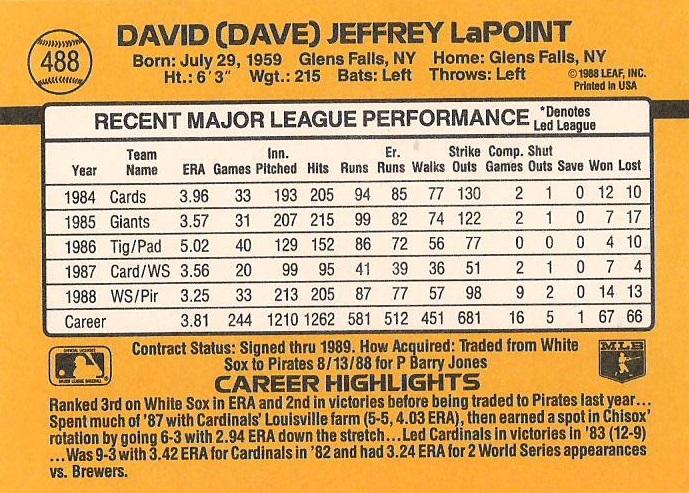 488
DAVID (DAVE) JEFFREY LaPOINT
Born: July 29, 1959 Glens Falls, NY Home: Glens Falls, NY
Ht.: 6'3" Wgt.: 215 Bats: Left Throws: Left
©1988 LEAF, INC.
Printed in USA
RECENT MAJOR LEAGUE PERFORMANCE *Denotes Led League
Year Team Name ERA Games Inn. Pitched Hits Runs Er. Runs Walks Strike Outs Comp. Games Shut Outs Save Won Lost
1984 Cards 3.96 33 193 205 94 85 77 130 2 1 0 12 10
1985 Giants 3.57 31 207 215 99 82 74 122 2 1 0 7 17
1986 Tig/Pad 5.02 40 129 152 86 72 56 77 0 0 0 4 10
1987 Card/WS 3.56 20 99 95 41 39 36 51 2 1 0 7 4
1988 WS/Pir 3.25 33 213 205 87 77 57 98 9 2 0 14 13
Career 3.81 244 1210 1262 581 512 451 681 16 5 1 67 66
Contract Status: Signed thru 1989. How Acquired: Traded from White
Sox to Pirates 8/13/88 for P Barry Jones
MLB
CAREER HIGHLIGHTS
Ranked 3rd on White Sox in ERA and 2nd in victories before being traded to Pirates last year...
Spent much of '87 with Cardinals' Louisville farm (5-5, 4.03 ERA), then earned a spot in Chisox'
rotation by going 6-3 with 2.94 ERA down the stretch...Led Cardinals in victories in '83 (12-9)
...Was 9-3 with 3.42 ERA for Cardinals in '82 and had 3.24 ERA for 2 World Series appearances
vs. Brewers.